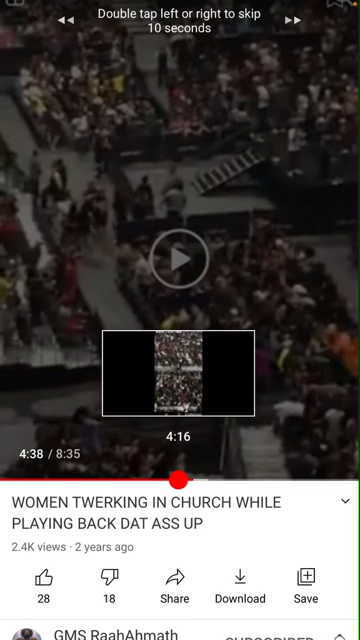 Double tap left or right to skip
10 seconds
4:16
4:38 / 8:35
WOMEN TWERKING IN CHURCH WHILE
PLAYING BACK DAT ASS UP
2.4K views · 2 years ago
28
18
Share
Download
Save
GMS RaahAhmath
SUBSCRIBED